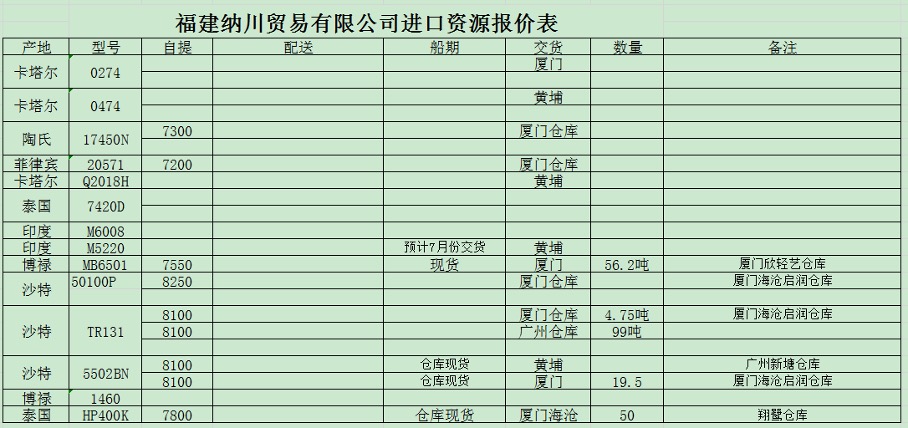 福建纳川贸易有限公司进口资源报价表
产地 型号 自提 配送 船期 交货 数量 备注
卡塔尔 0274 厦门
卡塔尔 0474 黄埔
陶氏 17450N 7300 厦门仓库
菲律宾 20571 7200 厦门仓库
卡塔尔 Q2018H 黄埔
泰国 7420D
印度 M6008
印度 M5220 预计7月份交货 黄埔
博禄 MB6501 7550 现货 厦门 56.2吨 厦门欣轻艺仓库
沙特 50100P 8250 厦门仓库 厦门海沧启润仓库
沙特 TR131 8100 厦门仓库 4.75吨 厦门海沧启润仓库
8100 广州仓库 99吨
沙特 5502BN 8100 仓库现货 黄埔 广州新塘仓库
8100 仓库现货 厦门 19.5 厦门海沧启润仓库
博禄 1460
泰国 HP400K 7800 仓库现货 厦门海沧 50 翔鹭仓库